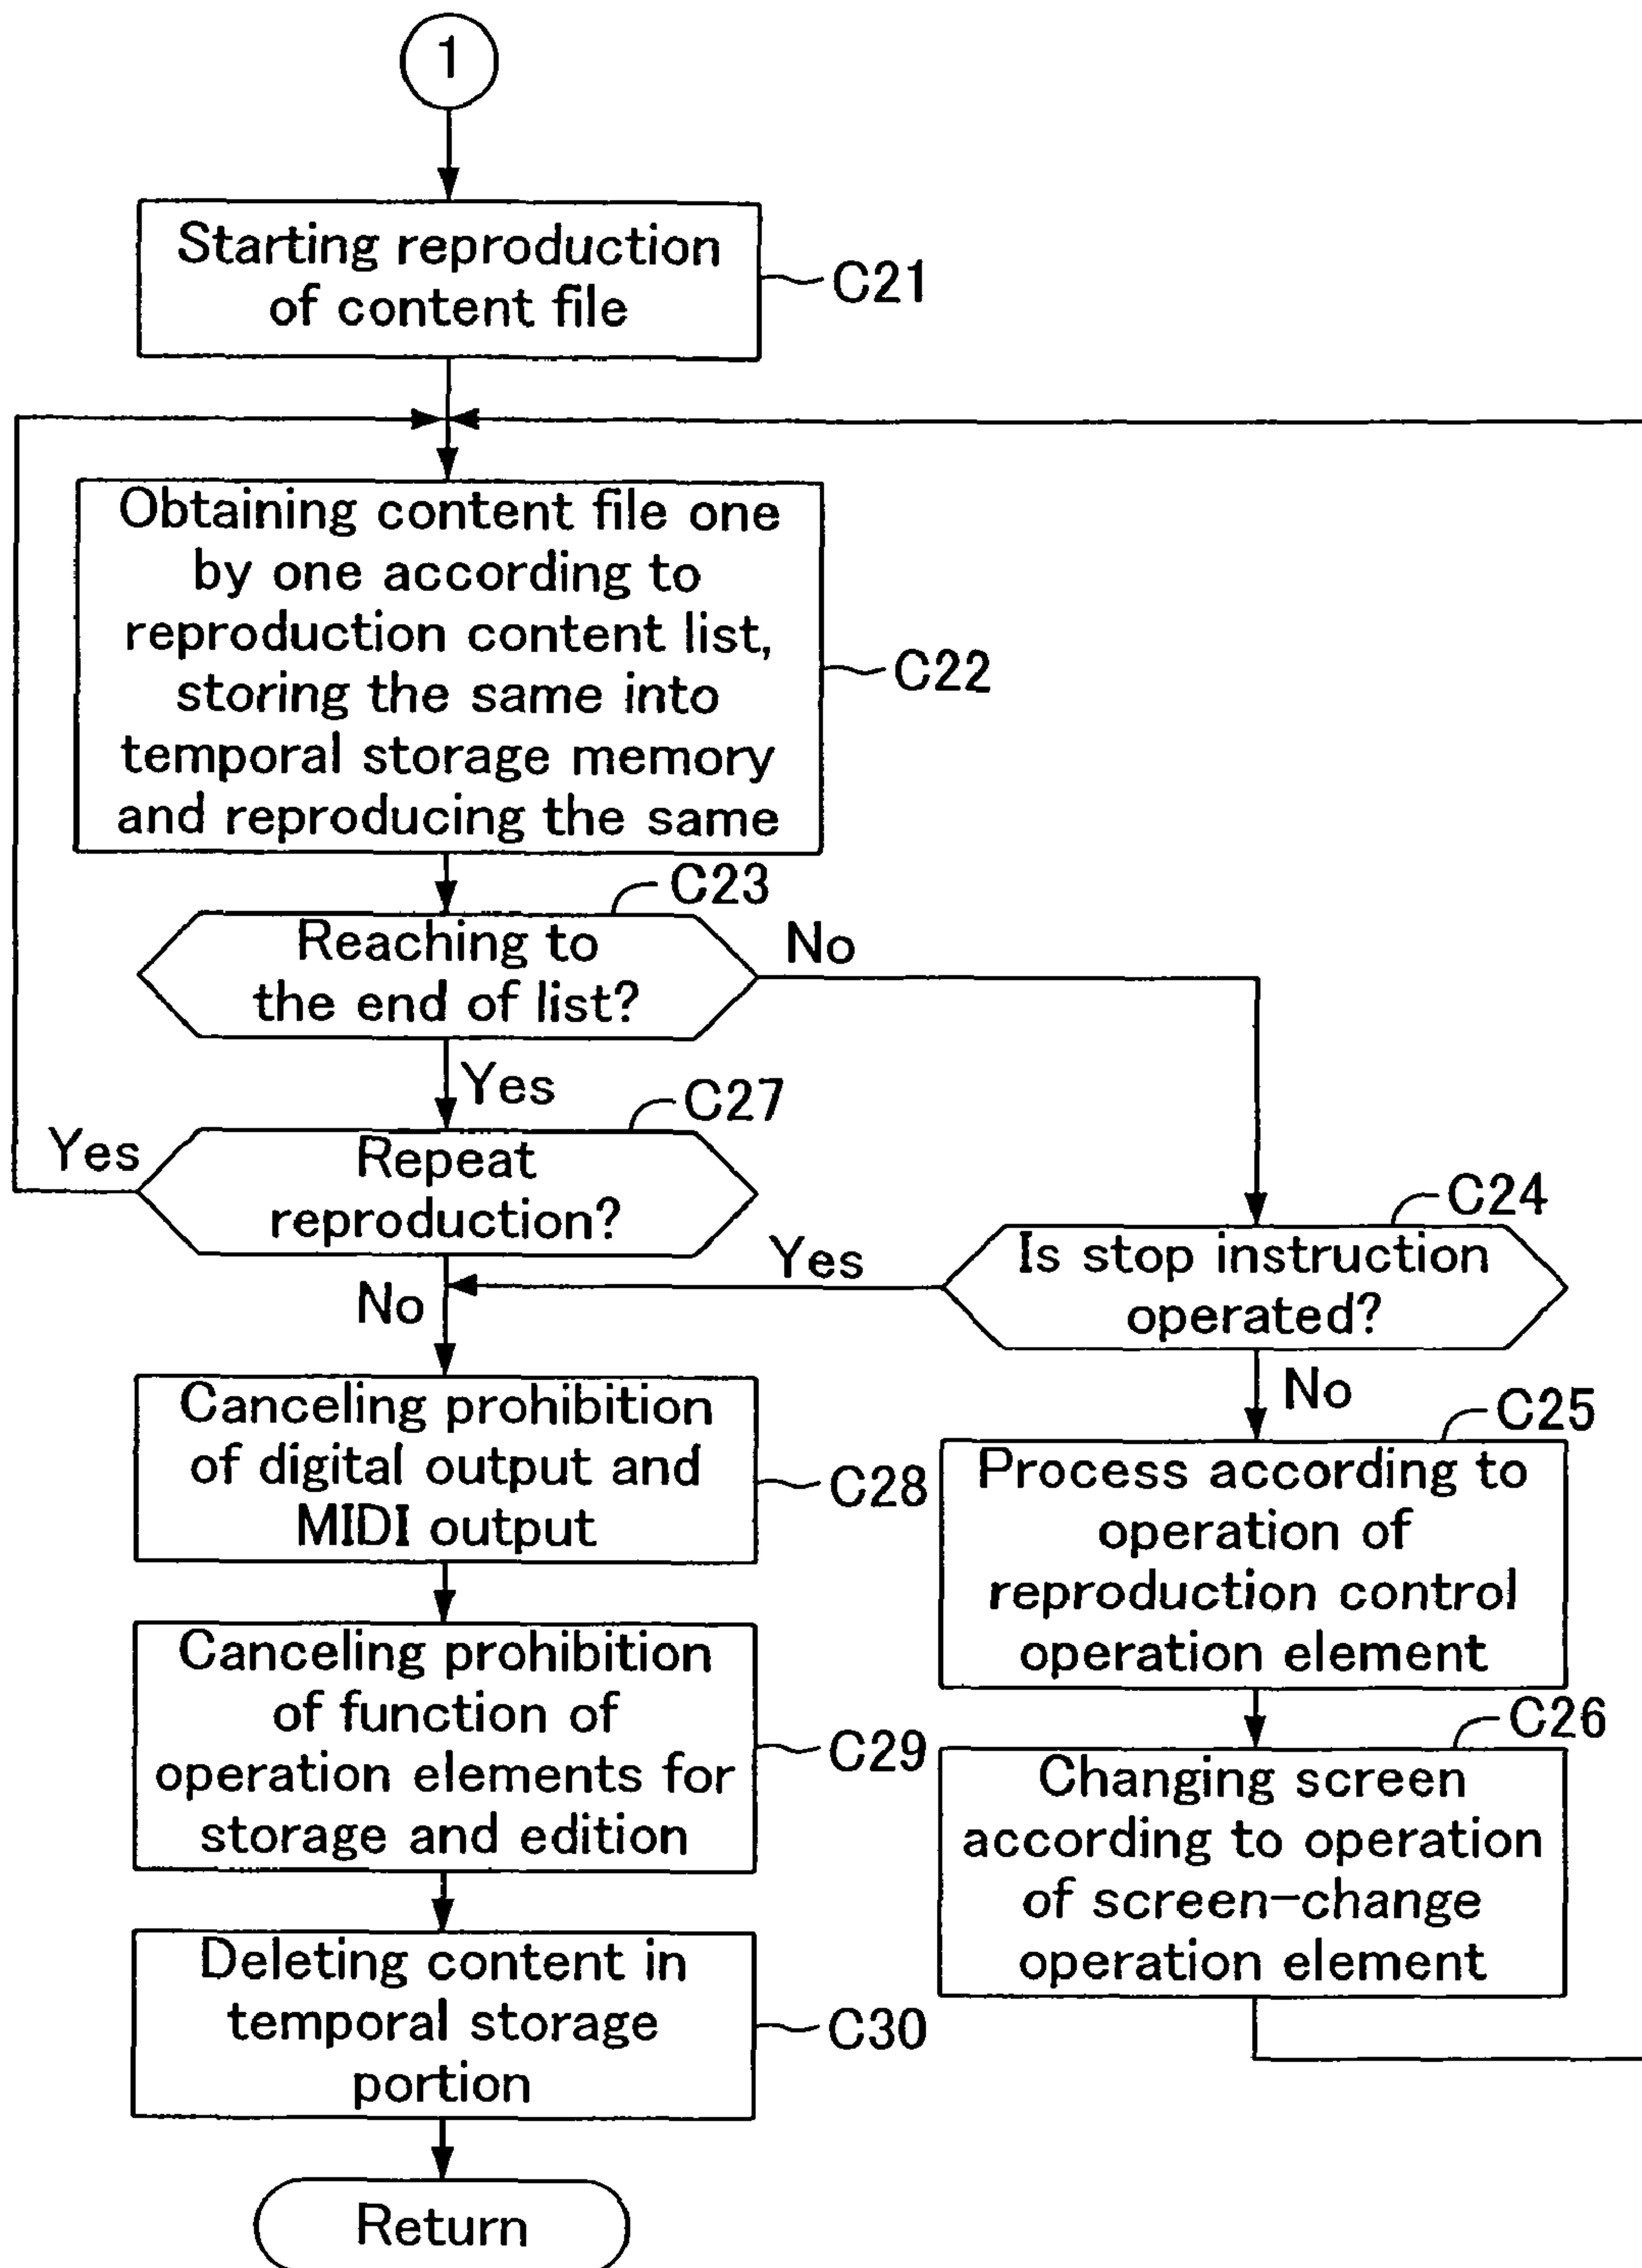 1
Starting reproduction
of content file
C21
Obtaining content file one
by one according to
reproduction content list,
storing the same into
temporal storage memory
and reproducing the same
C22
C23
Reaching to
the end of list?
No
Yes
C27
Repeat
reproduction?
Yes
No
C24
Is stop instruction
operated?
Yes
No
C25
Process according to
operation of
reproduction control
operation element
C26
Changing screen
according to operation
of screen-change
operation element
Canceling prohibition
of digital output and
MIDI output
C28
Canceling prohibition
of function of
operation elements for
storage and edition
C29
Deleting content in
temporal storage
portion
C30
Return